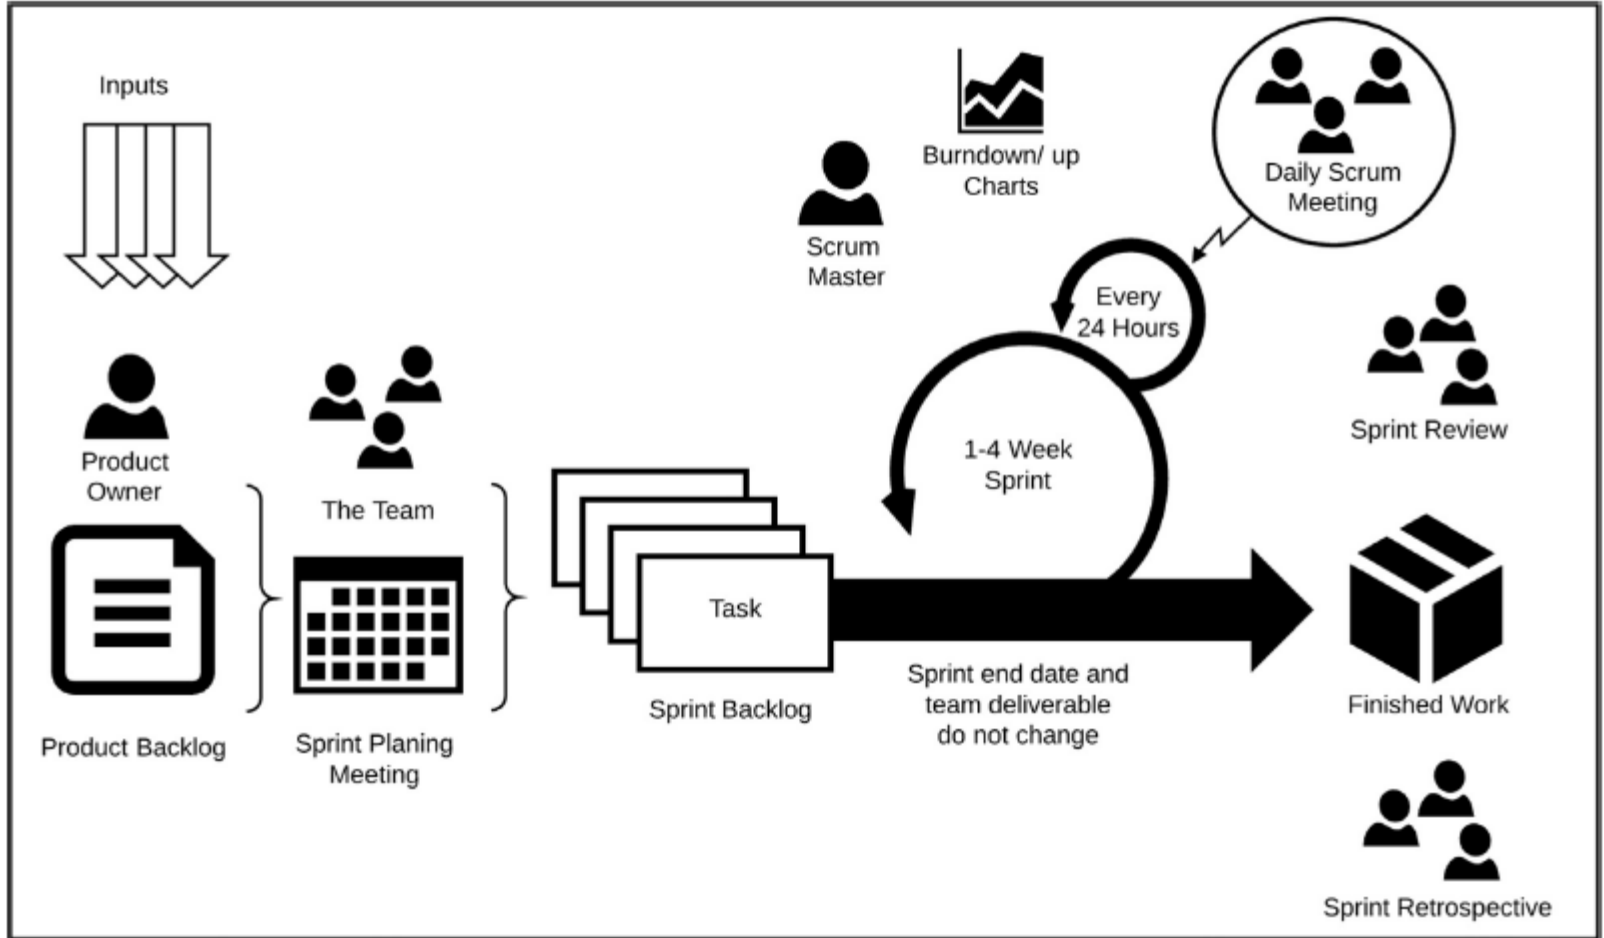 Inputs
Product
Owner
Product Backlog
The Team
Sprint Planing
Meeting
Task
Sprint Backlog
Scrum
Master
Burndown/ up
Charts
Daily Scrum
Meeting
Every
24 Hours
1-4 Week
Sprint
Sprint end date and
team deliverable
do not change
Sprint Review
Finished Work
Sprint Retrospective